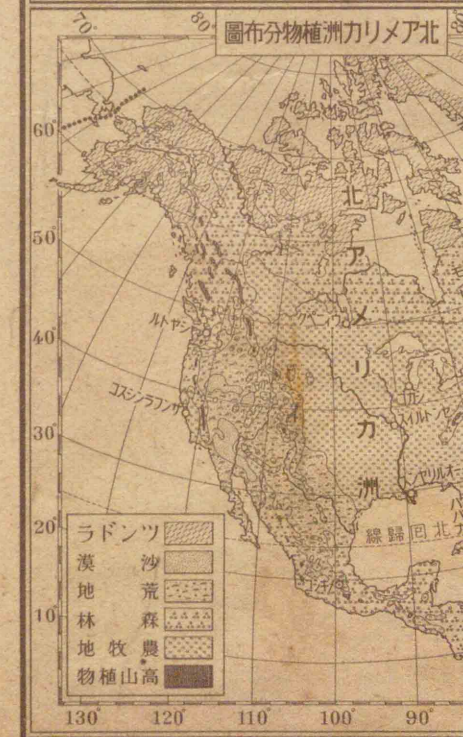 北アメリカ洲植物分布圖
70°
80°
60°
50°
40°
30°
20°
10°
北アメリカ洲
シヤトル
サンフランシスコ
北回歸線
ツンドラ
沙漠
荒地
森林
農牧地
高山植物
130°
120°
110°
100°
90°